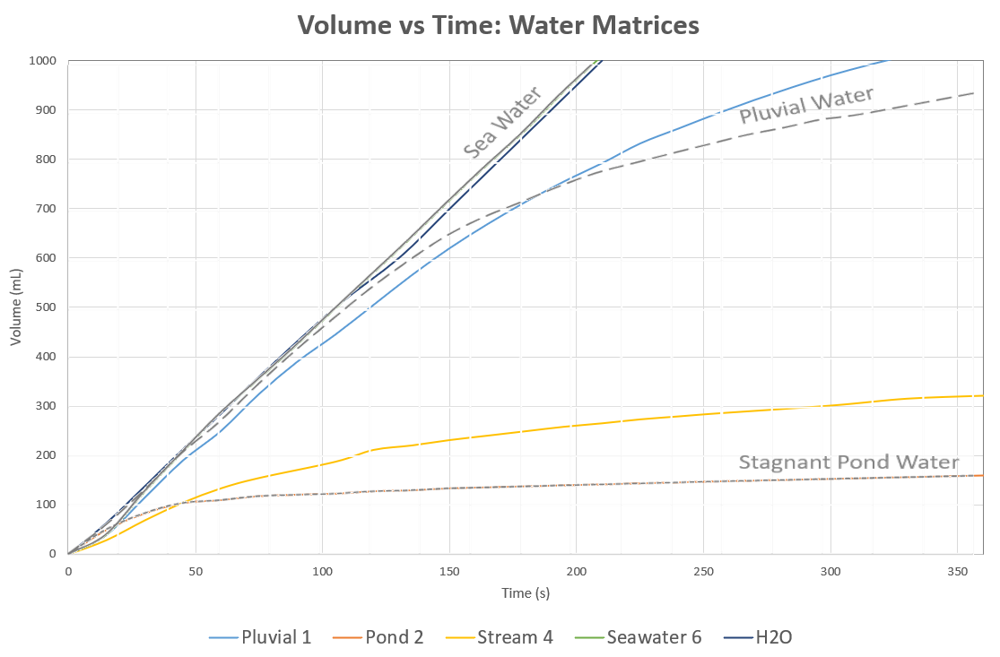 Volume vs Time: Water Matrices
1000
900
800
700
600
500
400
300
200
100
0
Volume (mL)
Sea Water
Pluvial Water
Stagnant Pond Water
0 50 100 150 200 250 300 350
Time (s)
Pluvial 1 Pond 2 Stream 4 Seawater 6 H2O